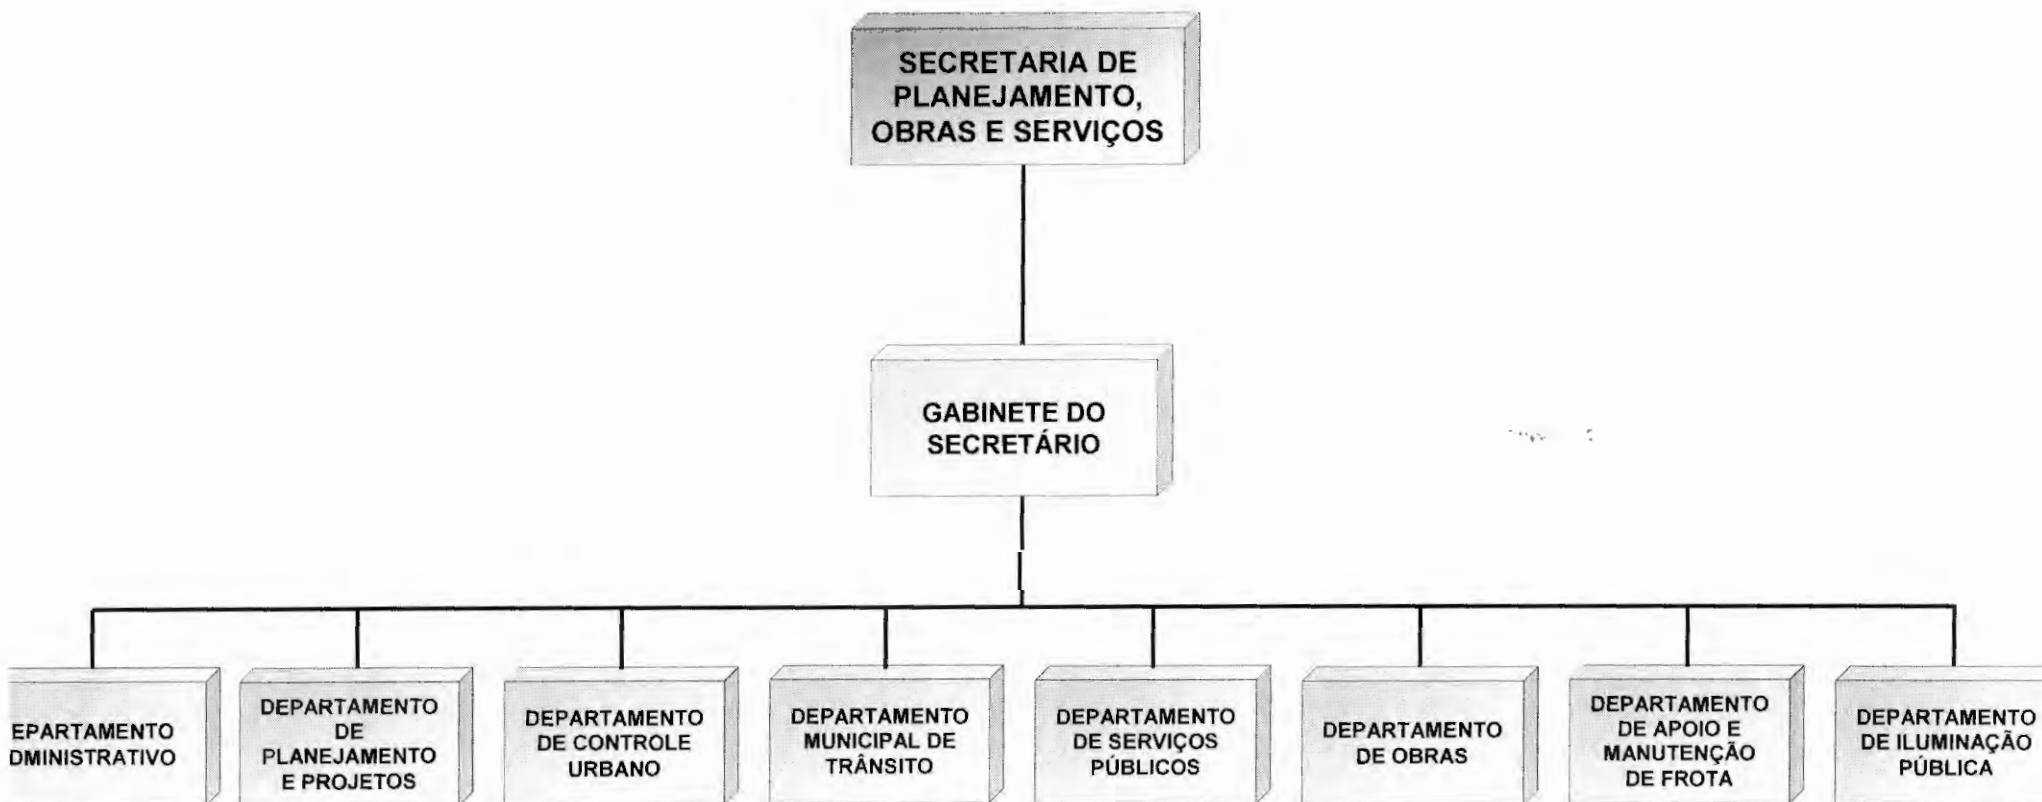 SECRETARIA DE
PLANEJAMENTO,
OBRAS E SERVIÇOS
GABINETE DO
SECRETÁRIO
EPARTAMENTO
DMINISTRATIVO
DEPARTAMENTO
DE
PLANEJAMENTO
E PROJETOS
DEPARTAMENTO
DE CONTROLE
URBANO
DEPARTAMENTO
MUNICIPAL DE
TRÂNSITO
DEPARTAMENTO
DE SERVIÇOS
PÚBLICOS
DEPARTAMENTO
DE OBRAS
DEPARTAMENTO
DE APOIO E
MANUTENÇÃO
DE FROTA
DEPARTAMENTO
DE ILUMINAÇÃO
PÚBLICA